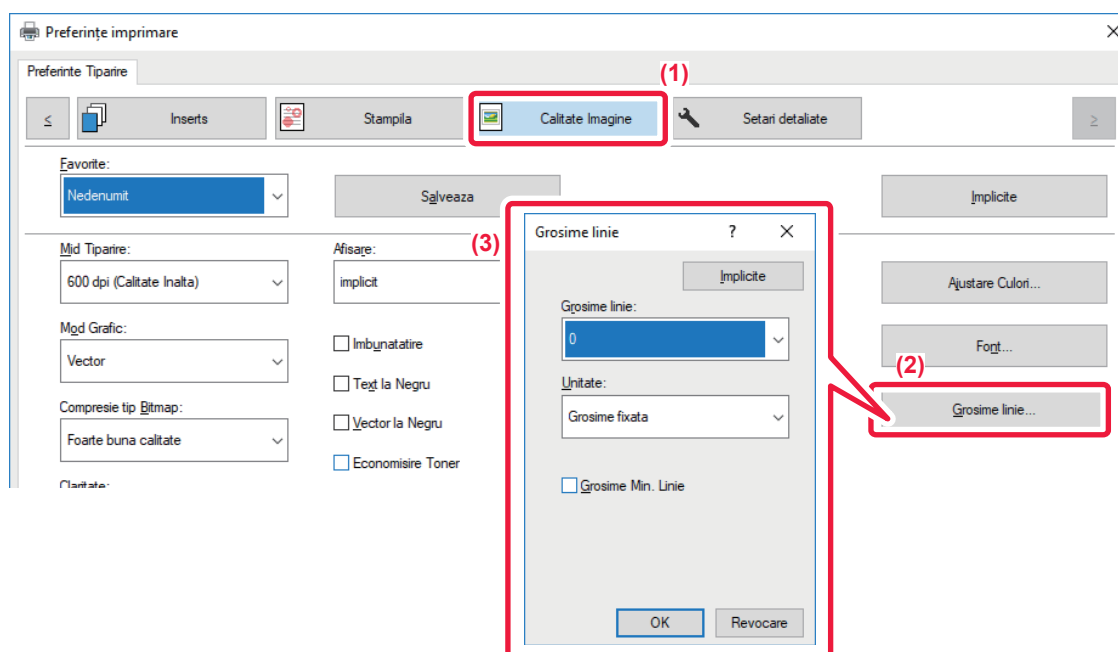 Preferințe imprimare
Preferinte Tiparire
(1)
≤ Inserts Stampila Calitate Imagine Setari detaliate ≥
Favorite:
Nedenumit Salveaza Implicite
(3)
Mid Tiparire: Afisare:
600 dpi (Calitate Inalta) implicit Ajustare Culori...
Mod Grafic:
Vector
Imbunatatire
Font...
(2)
Text la Negru
Compresie tip Bitmap:
Foarte buna calitate
Vector la Negru
Grosime linie...
Economisire Toner
Claritate:
Grosime linie ? ×
Implicite
Grosime linie:
0
Unitate:
Grosime fixata
Grosime Min. Linie
OK Revocare